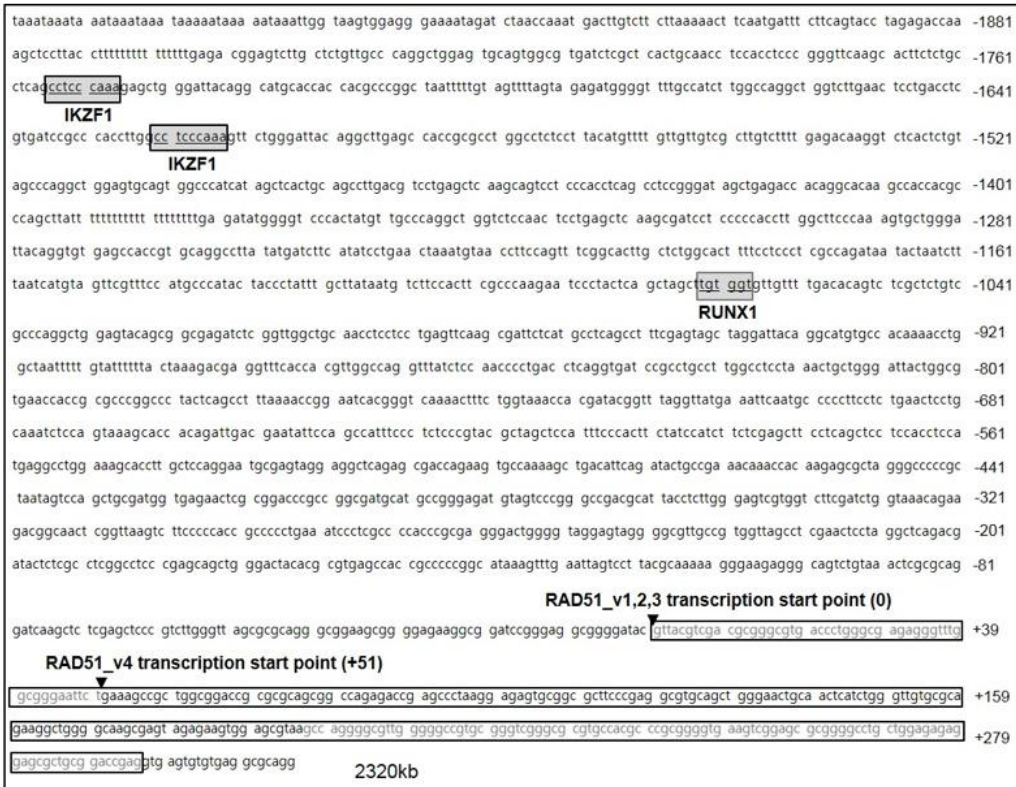 taaataaata aataaataaa taaaaataaa aataaattgg taagtggagg gaaaatagat ctaaccaaat gacttgtctt cttaaaaact tcaatgattt cttcagtacc tagagaccaa -1881
aagctccttac cttttttttttt ttttttgaga cggagtcttg ctctgttgcc caggctggag tgcagtggcg tgatctcgct cactgcaacc tccacctccc gggttcaagc acttctctgc -1761
ctcagcctcc caaagagctg ggattacagg catgcaccac cacgcccggc taatttttgt agttttagta gagatggggt tttgccatct tggccaggct ggtcttgaac tcctgacctc -1641
IKZF1
gtgatccgcc caccttggcc tcccaaagtt ctgggattac aggcttgagc caccgcgcct ggcctctcct tacatgtttt gttgttgtcg cttgtctttt gagacaaggt ctcactctgt -1521
IKZF1
agcccaggct ggagtgcagt ggcccatcat agctcactgc agccttgacg tcctgagctc aagcagtcct cccacctcag cctccgggat agctgagacc acaggcacaa gccaccacgc -1401
ccagcttatt tttttttttt tttttttttga gatatggggt cccactatgt tgcccaggct ggtctccaac tcctgagctc aagcgatcct cccccacctt ggcttcccaa agtgctggga -1281
ttacaggtgt gagccaccgt gcaggcctta tatgatcttc atatcctgaa ctaaatgtaa ccttccagtt tcggcacttg ctctggcact tttcctccct cgccagataa tactaatctt -1161
taatcatgta gttcgtttcc atgcccatac taccctattt gcttataatg tcttccactt cgcccaagaa tccctactca gctagcttgt ggtgttgttt tgacacagtc tcgctctgtc -1041
RUNX1
gcccaggctg gagtacagcg gcgagatctc ggttggctgc aacctcctcc tgagttcaag cgattctcat gcctcagcct ttcgagtagc taggattaca ggcatgtgcc acaaaacctg -921
gctaattttt gtattttttta ctaaagacga ggtttcacca cgttggccag gtttatctcc aacccctgac ctcaggtgat ccgcctgcct tggcctccta aactgctggg attactggcg -801
tgaaccaccg cgcccggccc tactcagcct ttaaaaccgg aatcacgggt caaaactttc tggtaaacca cgatacggtt taggttatga aattcaatgc ccccttcctc tgaactcctg -681
caaatctcca gtaaagcacc acagattgac gaatattcca gccatttccc tctcccgtac gctagctcca tttcccactt ctatccatct tctcgagctt cctcagctcc tccacctcca -561
tgaggcctgg aaagcacctt gctccaggaa tgcgagtagg aggctcagag cgaccagaag tgccaaaagc tgacattcag atactgccga aacaaaccac aagagcgcta gggcccccgc -441
taatagtcca gctgcgatgg tgagaactcg cggacccgcc ggcgatgcat gccgggagat gtagtcccgg gccgacgcat tacctcttgg gagtcgtggt cttcgatctg gtaaacagaa -321
gacggcaact cggttaagtc ttcccccacc gccccctgaa atccctcgcc cccacccgcga gggactgggg taggagtagg gggcgttgccg tggttagcct cgaactccta ggctcagacg -201
atactctcgc ctcggcctcc cgagcagctg ggactacacg cgtgagccac cgcccccggc ataaagtttg aattagtcct tacgcaaaaa gggaagaggg cagtctgtaa actcgcgcag -81
RAD51_v1,2,3 transcription start point (0)
gatcaagctc tcgagctccc gtcttgggtt agcgcgcagg gcggaagcgg ggagaaggcg gatccgggag gcggggatac gttacgtcga cgcgggcgtg accctgggcg agagggtttg +39
RAD51_v4 transcription start point (+51)
gcgggaattc tgaaagccgc tggcggaccg cgcgcagcgg ccagagaccg agccctaagg agagtgcggc gcttcccgag gcgtgcagct gggaactgca actcatctgg gttgtgcgca +159
gaaggctggg gcaagcgagt agagaagtgg agcgtaagcc aggggcgttg ggggccgtgc gggtcgggcg cgtgccacgc ccgcggggtg aagtcggagc gcggggcctg ctggagagag +279
gagcgctgcg gaccgaggtg agtgtgtgag gcgcagg
2320kb